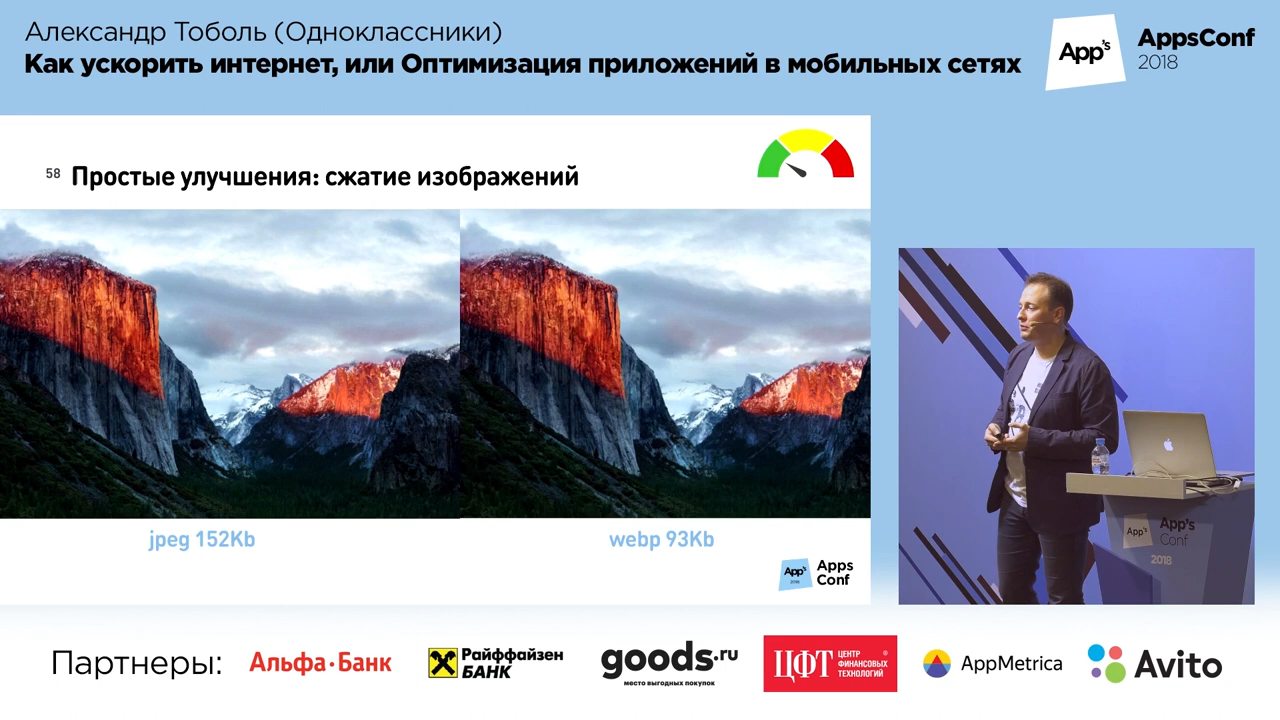 Александр Тоболь (Одноклассники)
Как ускорить интернет, или Оптимизация приложений в мобильных сетях
App's
AppsConf
2018
58 Простые улучшения: сжатие изображений
jpeg 152Kb
webp 93Kb
App's
2018
Apps
Conf
App's
App's
Conf
2018
Партнеры:
Альфа·Банк
Райффайзен
БАНК
goods.ru
место выгодных покупок
ЦФТ
ЦЕНТР
ФИНАНСОВЫХ
ТЕХНОЛОГИЙ
®
AppMetrica
Avito